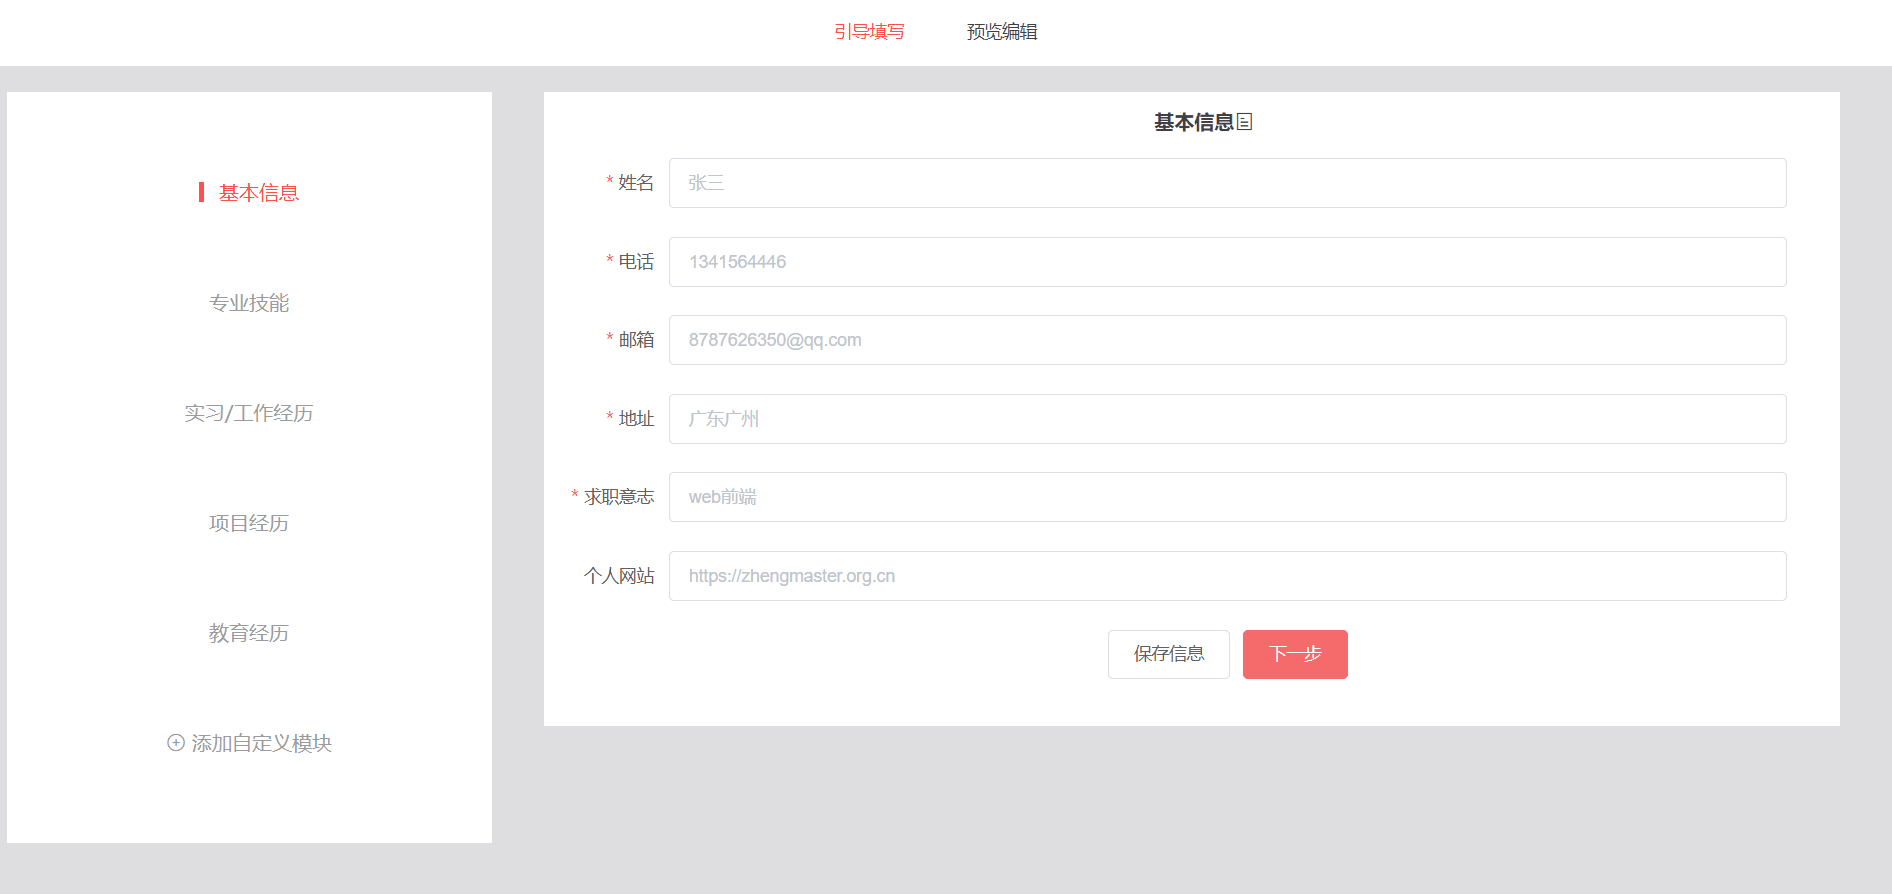 引导填写 预览编辑
基本信息
专业技能
实习/工作经历
项目经历
教育经历
添加自定义模块
基本信息
* 姓名 张三
* 电话 1341564446
* 邮箱 8787626350@qq.com
* 地址 广东广州
* 求职意志 web前端
个人网站 https://zhengmaster.org.cn
保存信息 下一步